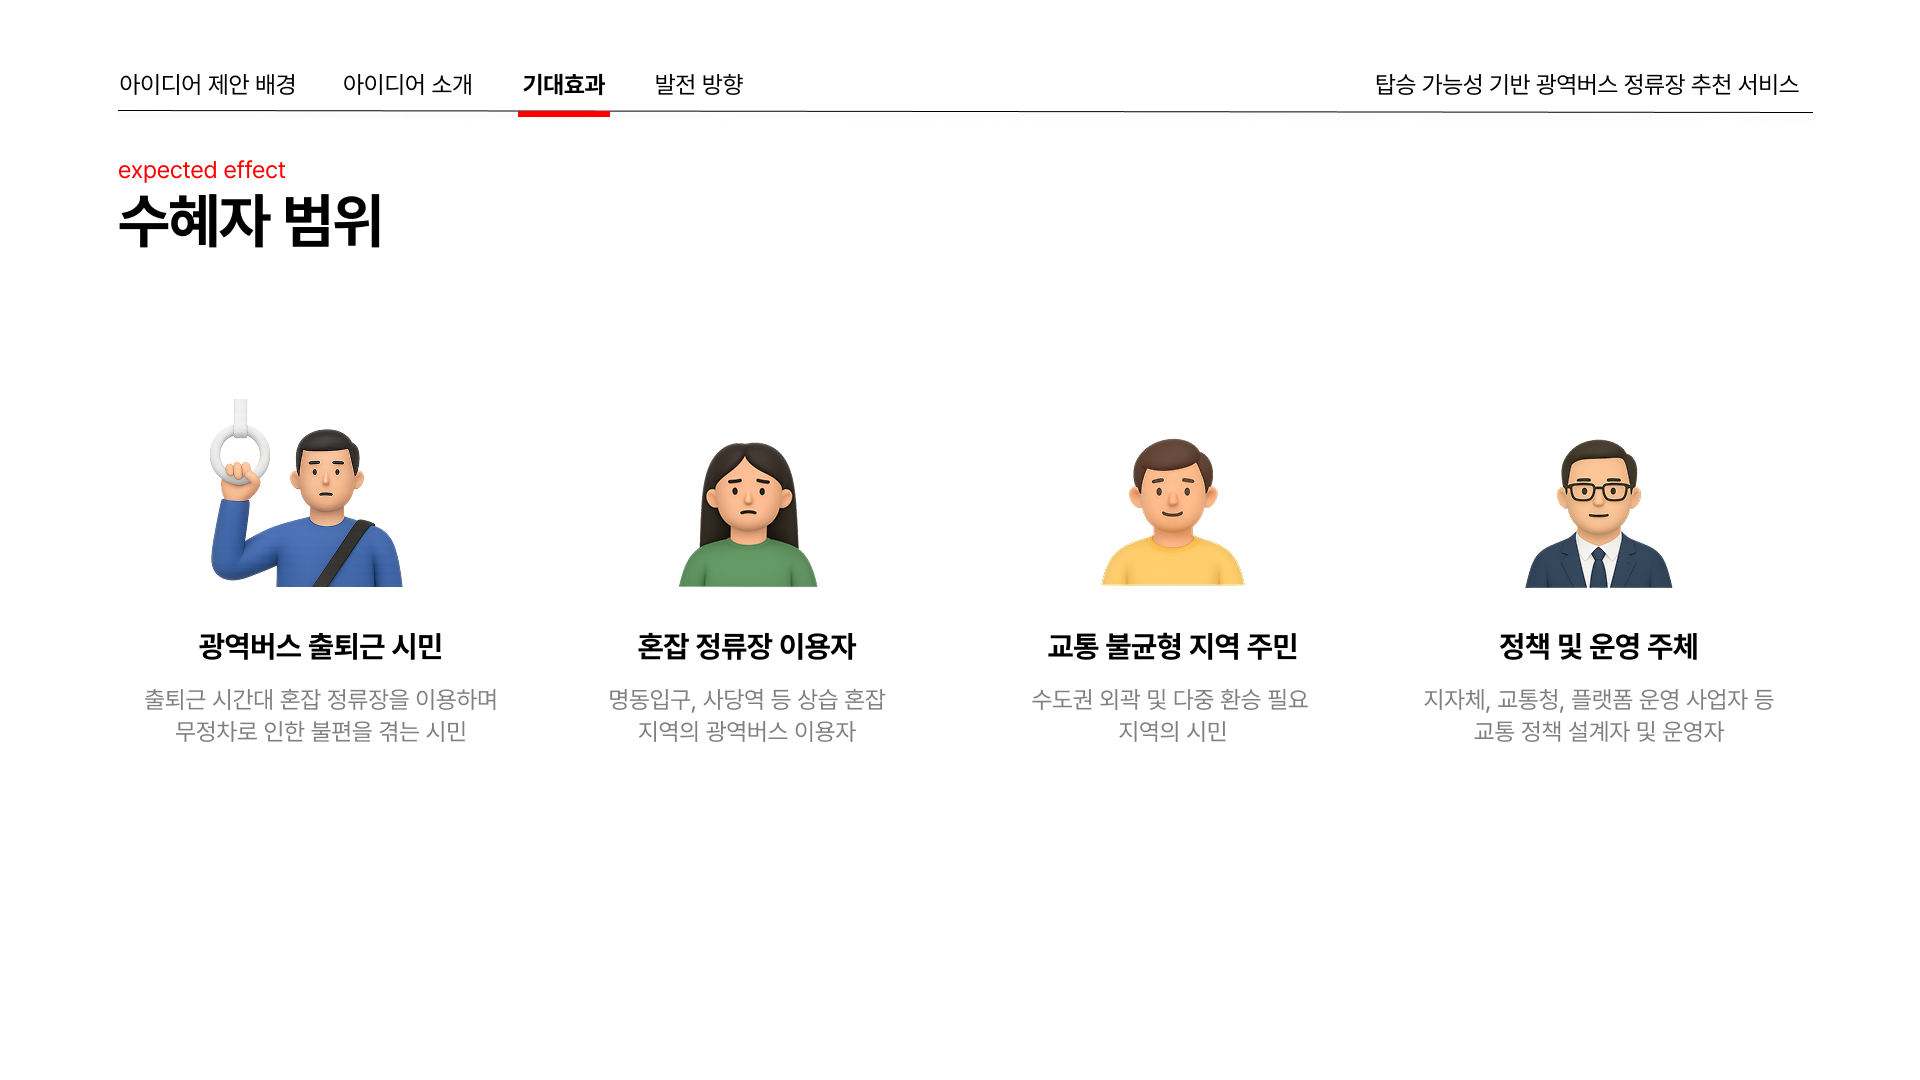 아이디어 제안 배경 아이디어 소개 기대효과 발전 방향 탑승 가능성 기반 광역버스 정류장 추천 서비스
expected effect
수혜자 범위
광역버스 출퇴근 시민
출퇴근 시간대 혼잡 정류장을 이용하며
무정차로 인한 불편을 겪는 시민
혼잡 정류장 이용자
명동입구, 사당역 등 상습 혼잡
지역의 광역버스 이용자
교통 불균형 지역 주민
수도권 외곽 및 다중 환승 필요
지역의 시민
정책 및 운영 주체
지자체, 교통청, 플랫폼 운영 사업자 등
교통 정책 설계자 및 운영자